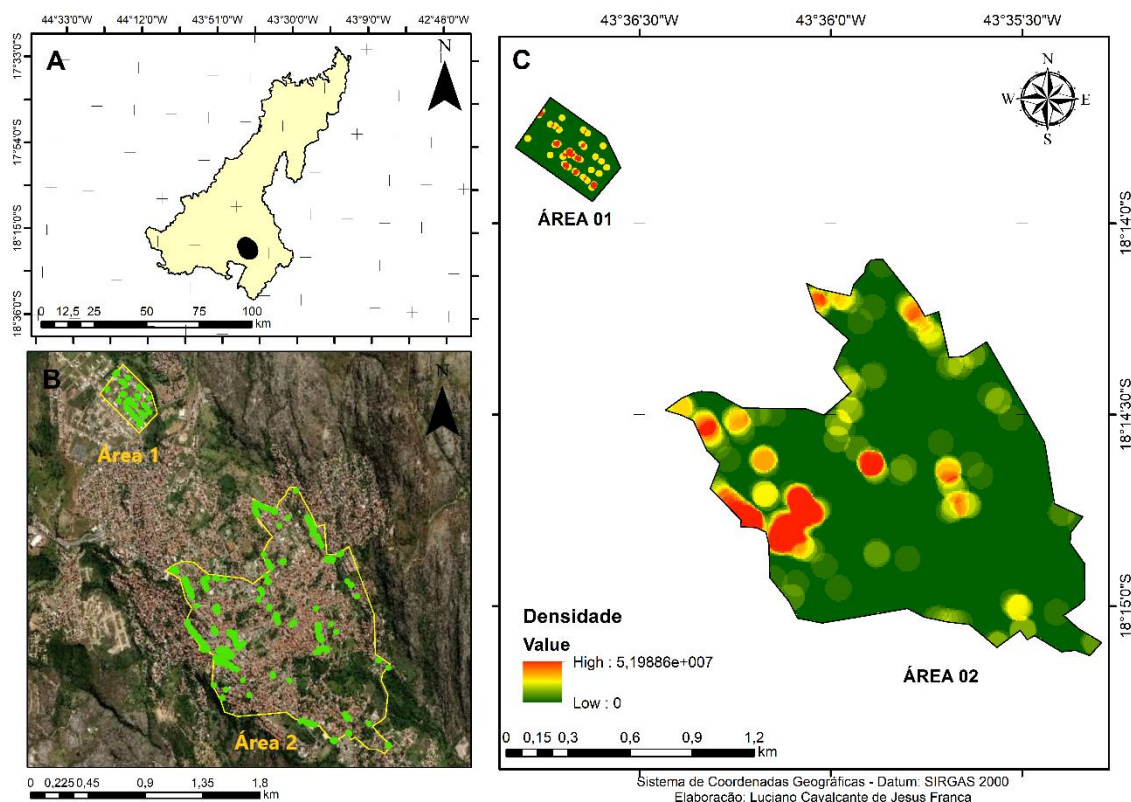 44°33'0"W 44°12'0"W 43°51'0"W 43°30'0"W 43°9'0"W 42°48'0"W
A
N
17°33'0"S
17°54'0"S
18°15'0"S
18°36'0"S
0 12,5 25 50 75 100
km
B
N
Área 1
Área 2
0 0,225 0,45 0,9 1,35 1,8
km
43°36'30"W 43°36'0"W 43°35'30"W
C
N
W E
S
ÁREA 01
18°14'0"S
18°14'30"S
18°15'0"S
Densidade
Value
High : 5,19886e+007
Low : 0
ÁREA 02
0 0,15 0,3 0,6 0,9 1,2
km
Sistema de Coordenadas Geográficas - Datum: SIRGAS 2000
Elaboração: Luciano Cavalcante de Jesus França